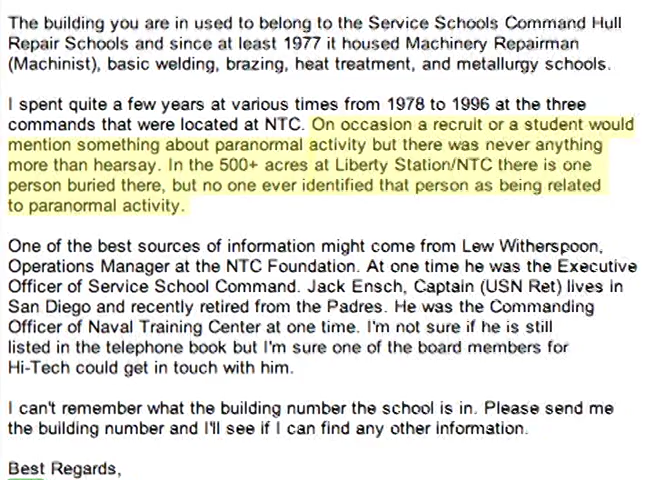 The building you are in used to belong to the Service Schools Command Hull
Repair Schools and since at least 1977 it housed Machinery Repairman
(Machinist), basic welding, brazing, heat treatment, and metallurgy schools.
I spent quite a few years at various times from 1978 to 1996 at the three
commands that were located at NTC. On occasion a recruit or a student would
mention something about paranormal activity but there was never anything
more than hearsay. In the 500+ acres at Liberty Station/NTC there is one
person buried there, but no one ever identified that person as being related
to paranormal activity.
One of the best sources of information might come from Lew Witherspoon,
Operations Manager at the NTC Foundation. At one time he was the Executive
Officer of Service School Command. Jack Ensch, Captain (USN Ret) lives in
San Diego and recently retired from the Padres. He was the Commanding
Officer of Naval Training Center at one time. I'm not sure if he is still
listed in the telephone book but I'm sure one of the board members for
Hi-Tech could get in touch with him.
I can't remember what the building number the school is in. Please send me
the building number and I'll see if I can find any other information.
Best Regards,